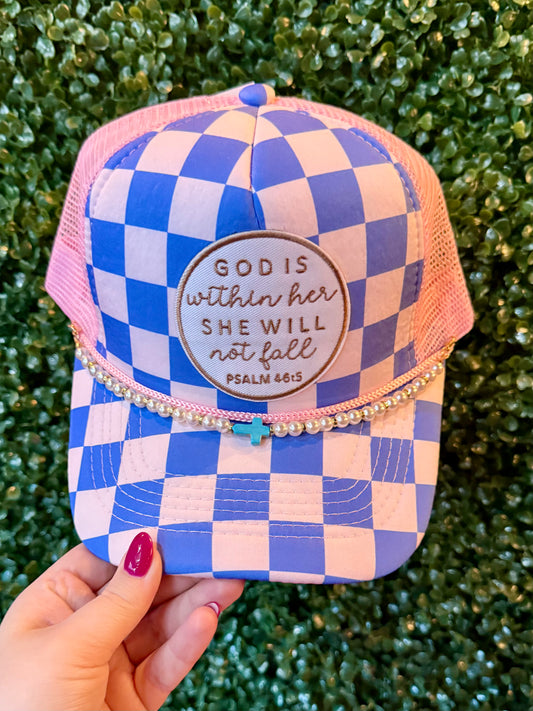 GOD IS
within her
SHE WILL
not fall
PSALM 46:5